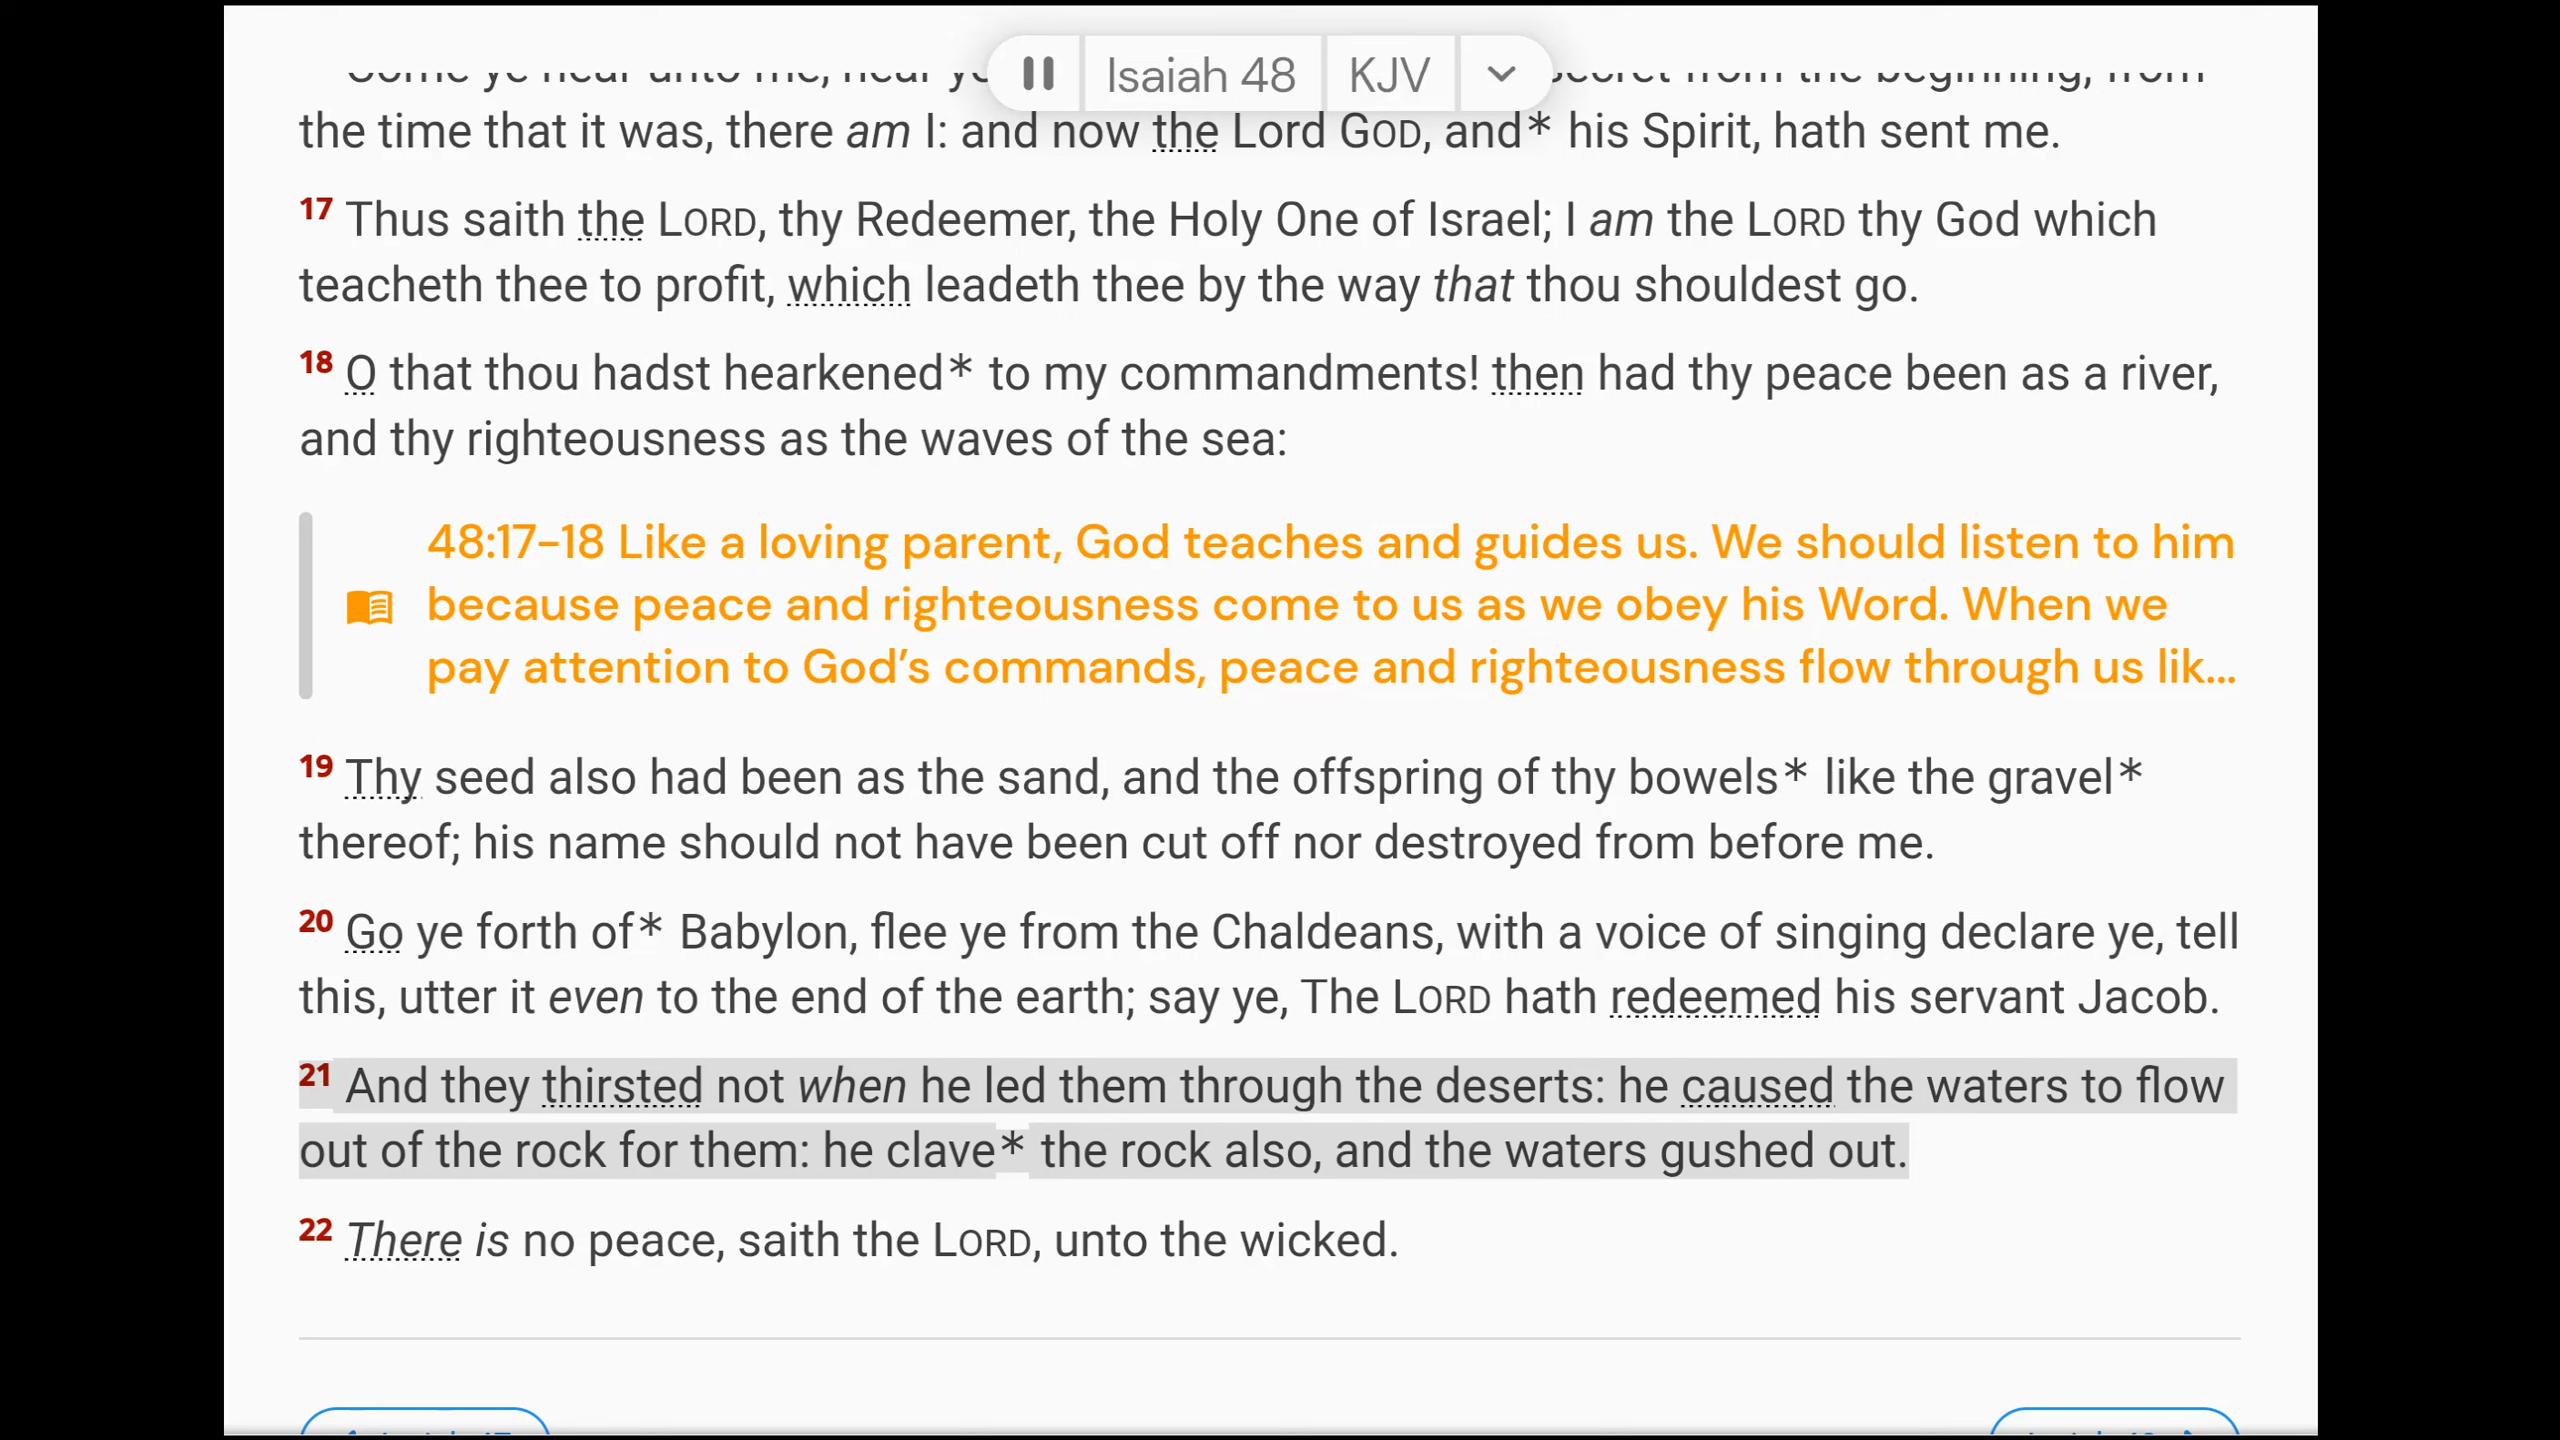 Isaiah 48 KJV
Come ye near unto me, hear ye secret from the beginning; from
the time that it was, there am I: and now the Lord GOD, and* his Spirit, hath sent me.
17 Thus saith the LORD, thy Redeemer, the Holy One of Israel; I am the LORD thy God which
teacheth thee to profit, which leadeth thee by the way that thou shouldest go.
18 O that thou hadst hearkened* to my commandments! then had thy peace been as a river,
and thy righteousness as the waves of the sea:
48:17–18 Like a loving parent, God teaches and guides us. We should listen to him
because peace and righteousness come to us as we obey his Word. When we
pay attention to God’s commands, peace and righteousness flow through us lik...
19 Thy seed also had been as the sand, and the offspring of thy bowels* like the gravel*
thereof; his name should not have been cut off nor destroyed from before me.
20 Go ye forth of* Babylon, flee ye from the Chaldeans, with a voice of singing declare ye, tell
this, utter it even to the end of the earth; say ye, The LORD hath redeemed his servant Jacob.
21 And they thirsted not when he led them through the deserts: he caused the waters to flow
out of the rock for them: he clave* the rock also, and the waters gushed out.
22 There is no peace, saith the LORD, unto the wicked.